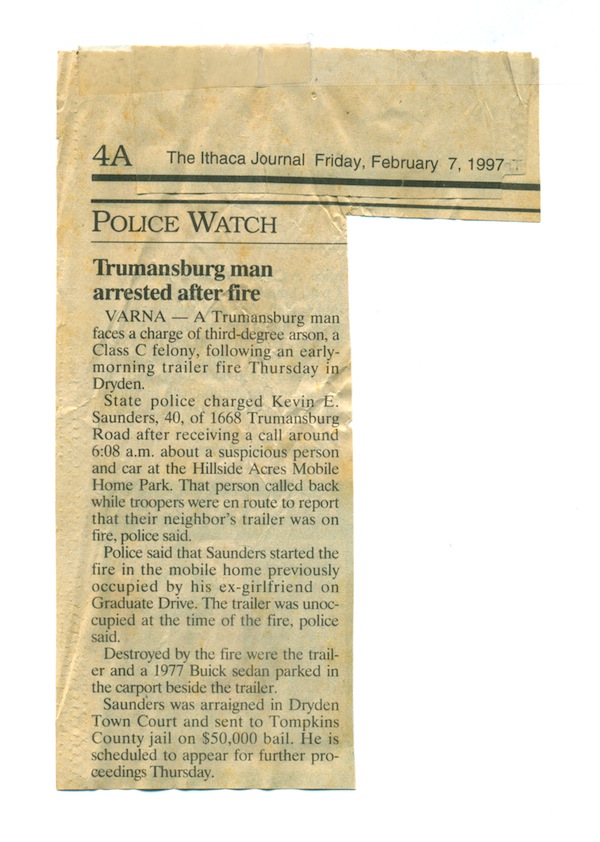 4A The Ithaca Journal Friday, February 7, 1997
POLICE WATCH
Trumansburg man
arrested after fire
VARNA — A Trumansburg man
faces a charge of third-degree arson, a
Class C felony, following an early-
morning trailer fire Thursday in
Dryden.
State police charged Kevin E.
Saunders, 40, of 1668 Trumansburg
Road after receiving a call around
6:08 a.m. about a suspicious person
and car at the Hillside Acres Mobile
Home Park. That person called back
while troopers were en route to report
that their neighbor's trailer was on
fire, police said.
Police said that Saunders started the
fire in the mobile home previously
occupied by his ex-girlfriend on
Graduate Drive. The trailer was unoc-
cupied at the time of the fire, police
said.
Destroyed by the fire were the trail-
er and a 1977 Buick sedan parked in
the carport beside the trailer.
Saunders was arraigned in Dryden
Town Court and sent to Tompkins
County jail on $50,000 bail. He is
scheduled to appear for further pro-
ceedings Thursday.